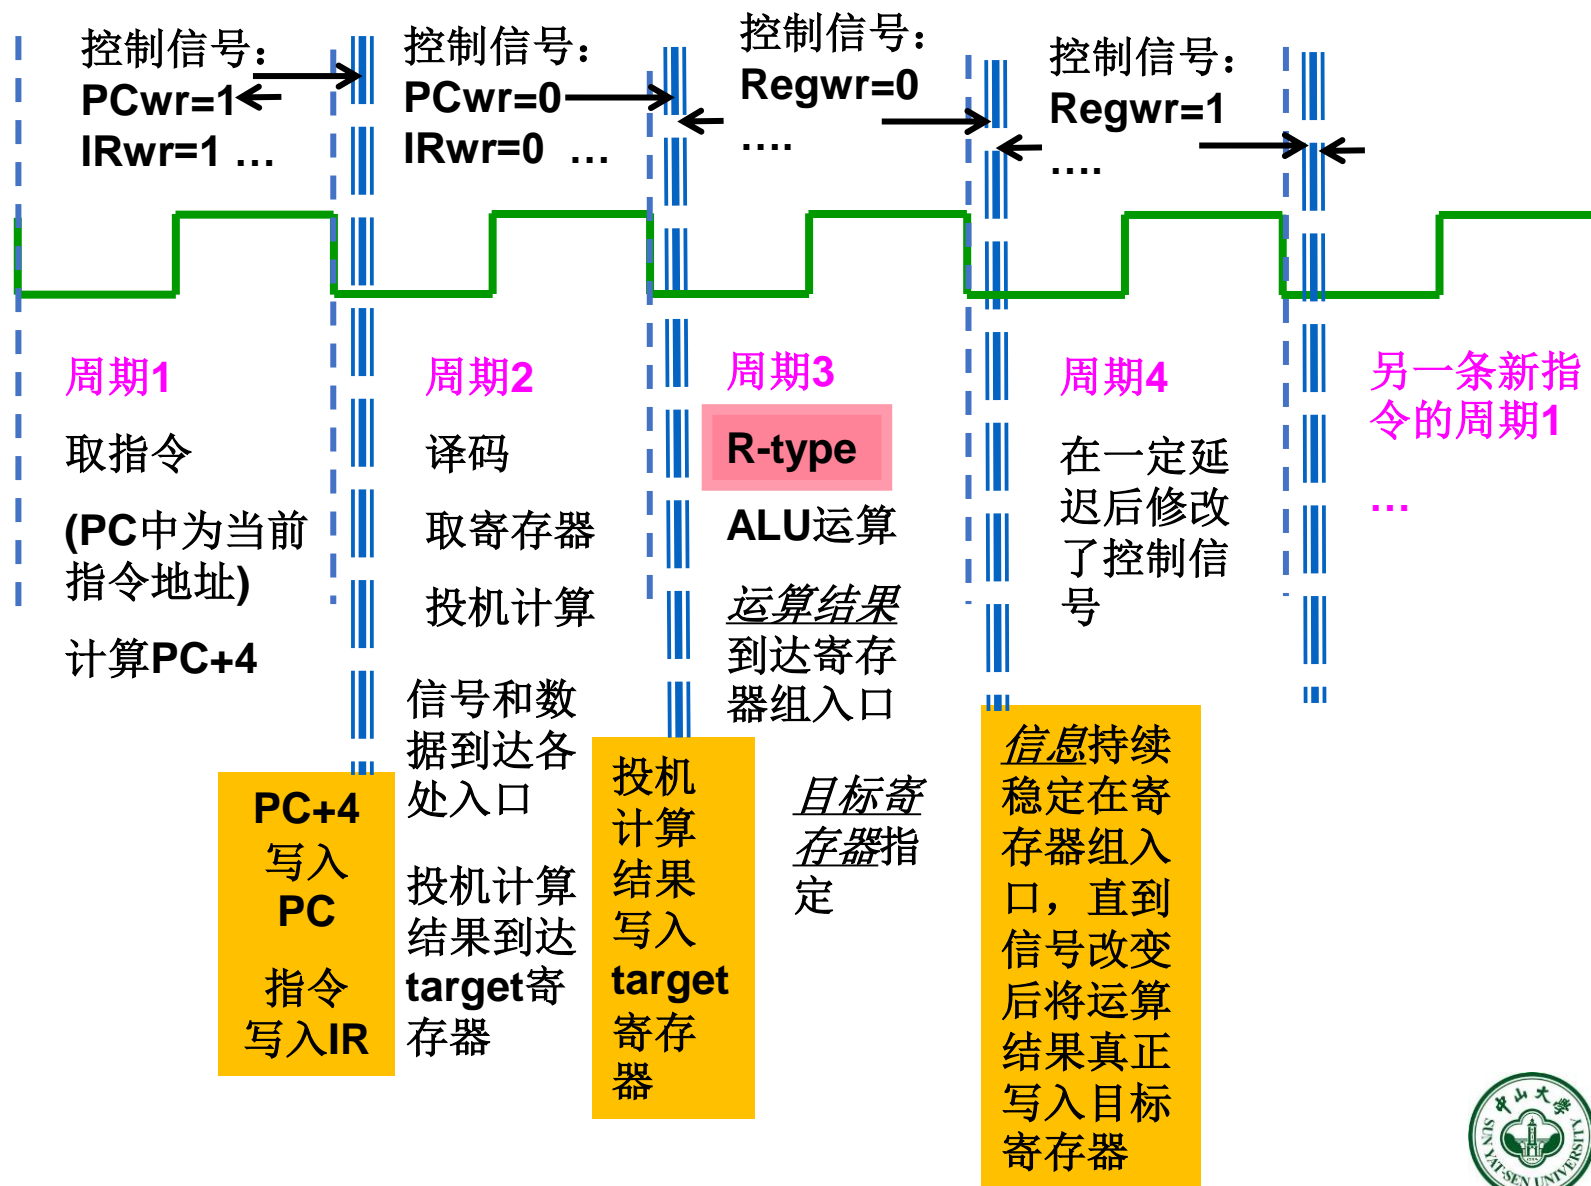 控制信号：
PCwr=1
IRwr=1 …
控制信号：
PCwr=0
IRwr=0 …
控制信号：
Regwr=0
….
控制信号：
Regwr=1
….
周期1
取指令
(PC中为当前
指令地址)
计算PC+4
PC+4
写入
PC
指令
写入IR
周期2
译码
取寄存器
投机计算
信号和数
据到达各
处入口
投机计算
结果到达
target寄
存器
投机
计算
结果
写入
target
寄存
器
周期3
R-type
ALU运算
运算结果
到达寄存
器组入口
目标寄
存器指
定
周期4
在一定延
迟后修改
了控制信
号
信息持续
稳定在寄
存器组入
口，直到
信号改变
后将运算
结果真正
写入目标
寄存器
另一条新指
令的周期1
…
中山大学
SUN YAT-SEN UNIVERSITY